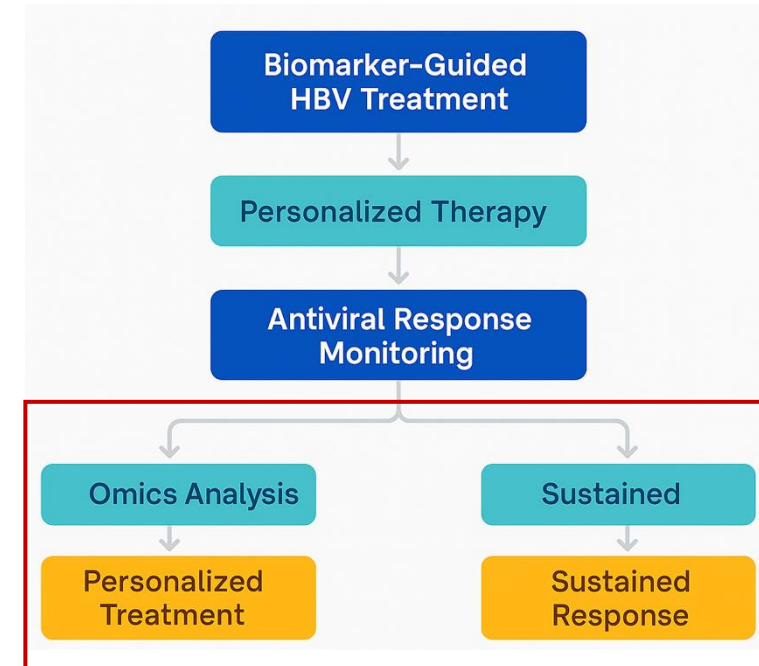 Biomarker-Guided
HBV Treatment
Personalized Therapy
Antiviral Response
Monitoring
Omics Analysis
Sustained
Personalized
Treatment
Sustained
Response